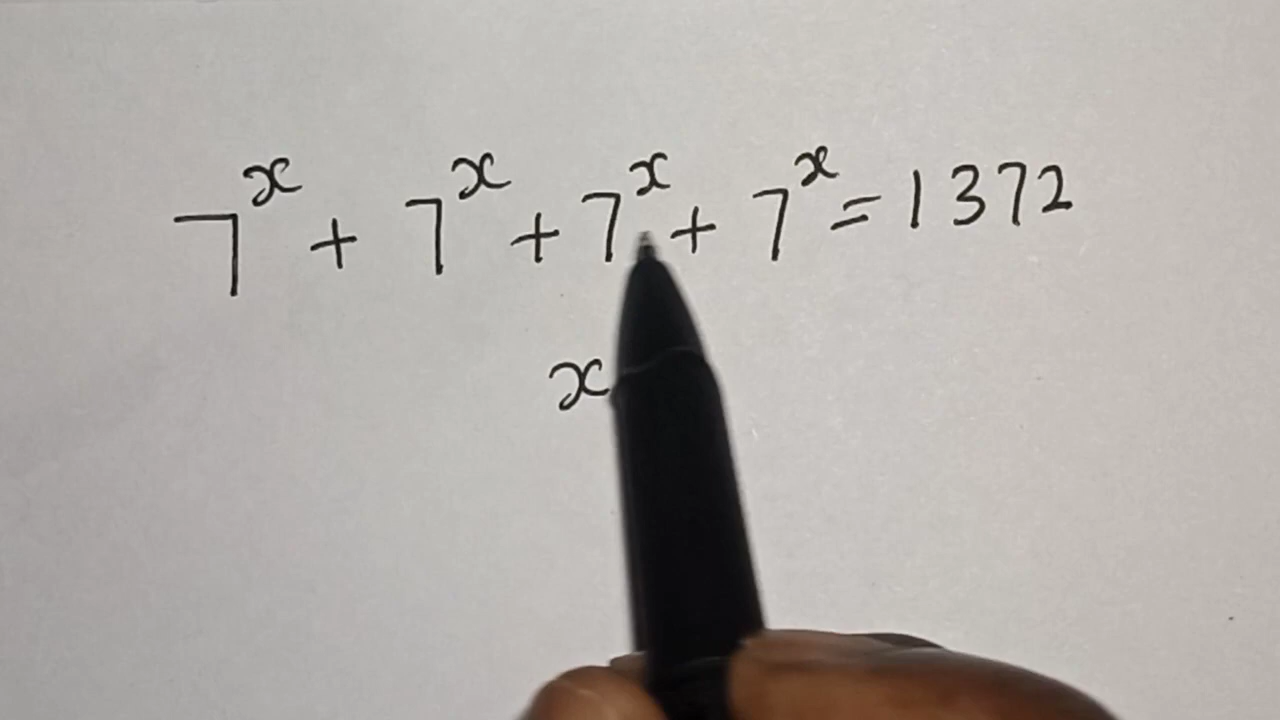 7^x + 7^x + 7^x + 7^x = 1372
x